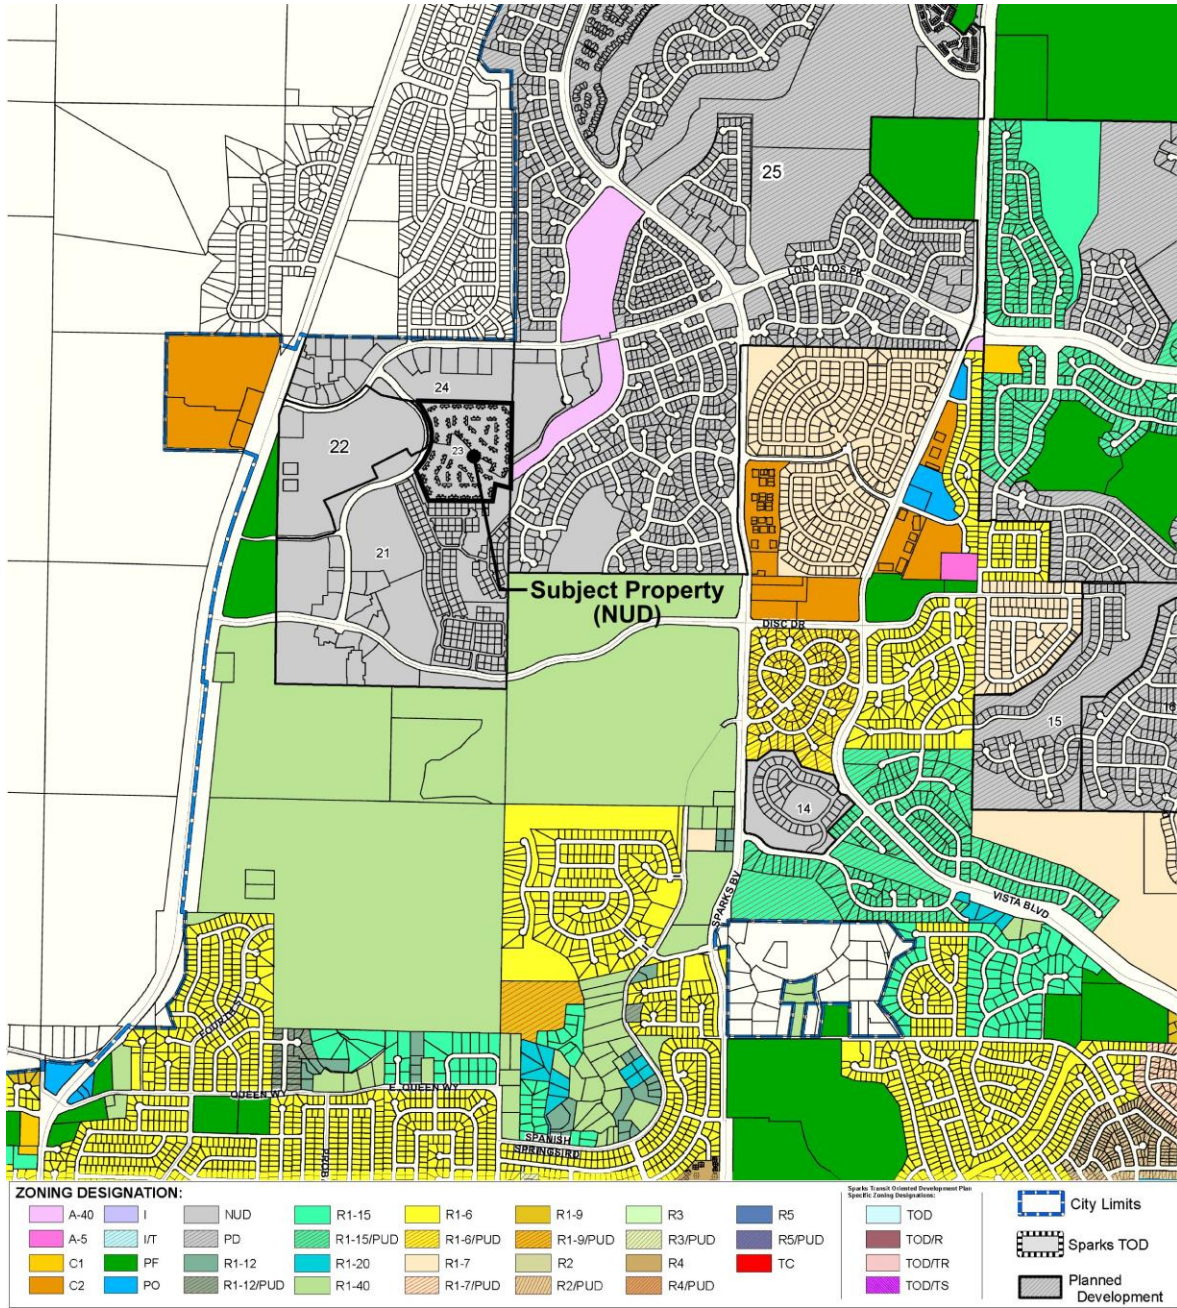 25
LOS ALTOS PK
24
22
23
21
Subject Property
(NUD)
DISC DR
15
16
14
SPARKS BV
VISTA BLVD
FOURTH
E. QUEEN WY
QUEEN WY
SPANISH
SPRINGS RD
ZONING DESIGNATION:
A-40
A-5
C1
C2
I
I/T
PF
PO
NUD
PD
R1-12
R1-12/PUD
R1-15
R1-15/PUD
R1-20
R1-40
R1-6
R1-6/PUD
R1-7
R1-7/PUD
R1-9
R1-9/PUD
R2
R2/PUD
R3
R3/PUD
R4
R4/PUD
R5
R5/PUD
TC
Sparks Transit Oriented Development Plan
Specific Zoning Designations:
TOD
TOD/R
TOD/TR
TOD/TS
City Limits
Sparks TOD
Planned
Development